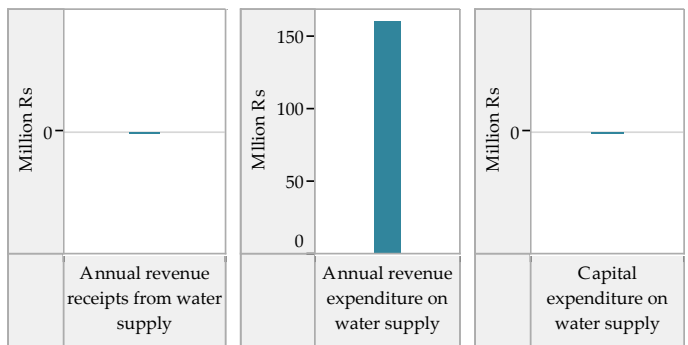 Million Rs
0
Annual revenue
receipts from water
supply
Mllion Rs
150
100
50
0
Annual revenue
expenditure on
water supply
Million Rs
0
Capital
expenditure on
water supply